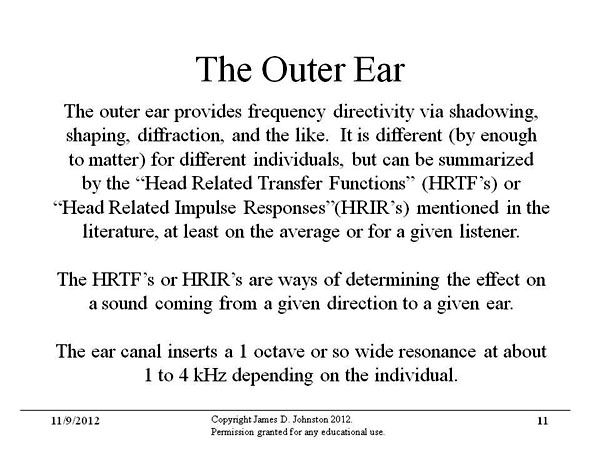 The Outer Ear
The outer ear provides frequency directivity via shadowing,
shaping, diffraction, and the like.  It is different (by enough
to matter) for different individuals, but can be summarized
by the “Head Related Transfer Functions” (HRTF’s) or
“Head Related Impulse Responses”(HRIR’s) mentioned in the
literature, at least on the average or for a given listener.
The HRTF’s or HRIR’s are ways of determining the effect on
a sound coming from a given direction to a given ear.
The ear canal inserts a 1 octave or so wide resonance at about
1 to 4 kHz depending on the individual.
11/9/2012
Copyright James D. Johnston 2012.
Permission granted for any educational use.
11